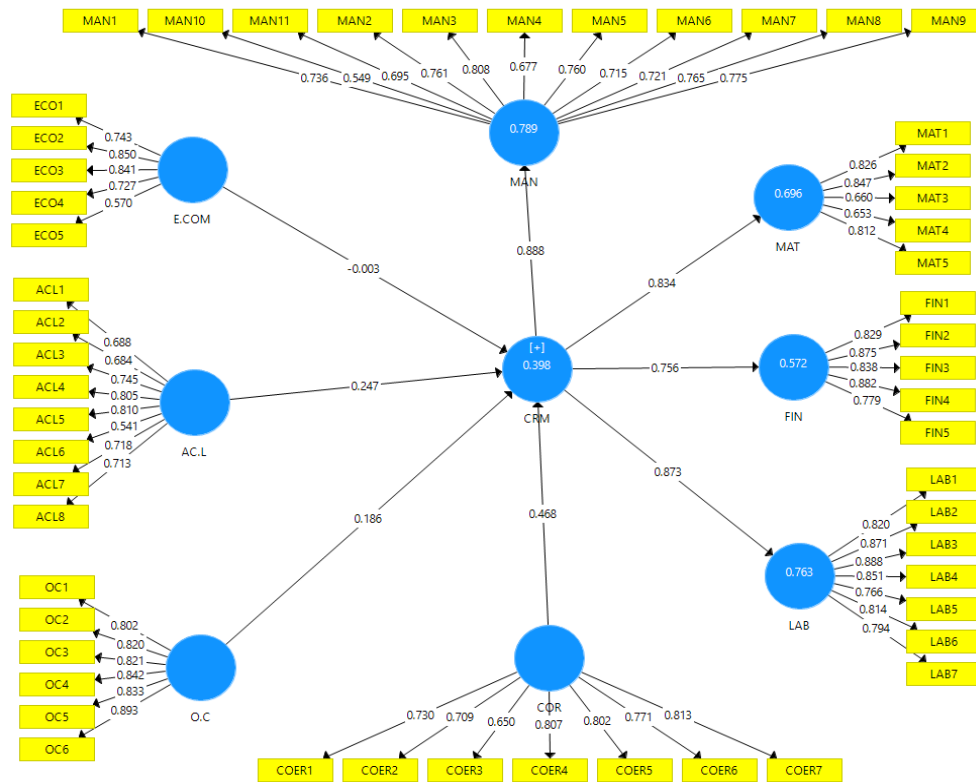 MAN1 MAN10 MAN11 MAN2 MAN3 MAN4 MAN5 MAN6 MAN7 MAN8 MAN9
0.736 0.549 0.695 0.761 0.808 0.677 0.760 0.715 0.721 0.765 0.775
0.789
MAN
ECO1
ECO2
ECO3
ECO4
ECO5
0.743
0.850
0.841
0.727
0.570
E.COM
MAT1
MAT2
MAT3
MAT4
MAT5
0.826
0.847
0.660
0.653
0.812
0.696
MAT
0.888
-0.003
0.834
ACL1
ACL2
ACL3
ACL4
ACL5
ACL6
ACL7
ACL8
0.688
0.684
0.745
0.805
0.810
0.541
0.718
0.713
AC.L
0.247
[+]
0.398
CRM
0.756
0.572
FIN
FIN1
FIN2
FIN3
FIN4
FIN5
0.829
0.875
0.838
0.882
0.779
0.186
0.468
0.873
0.763
LAB
LAB1
LAB2
LAB3
LAB4
LAB5
LAB6
LAB7
0.820
0.871
0.888
0.851
0.766
0.814
0.794
OC1
OC2
OC3
OC4
OC5
OC6
0.802
0.820
0.821
0.842
0.833
0.893
O.C
COR
0.730 0.709 0.650 0.807 0.802 0.771 0.813
COER1 COER2 COER3 COER4 COER5 COER6 COER7